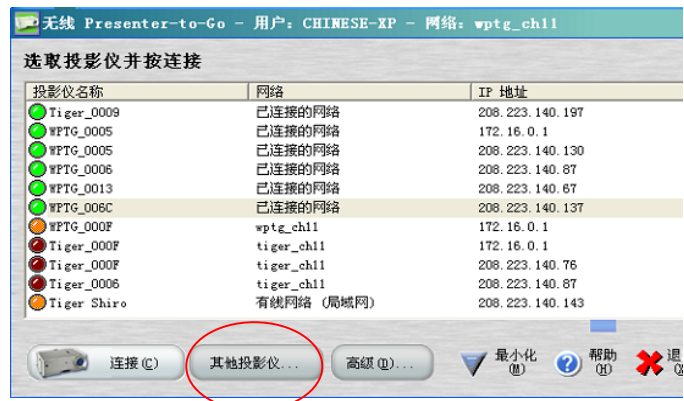 无线 Presenter-to-Go - 用户: CHINESE-XP - 网络: wptg_ch11
选取投影仪并按连接
投影仪名称 网络 IP 地址
Tiger_0009 已连接的网络 208.223.140.197
WPTG_0005 已连接的网络 172.16.0.1
WPTG_0005 已连接的网络 208.223.140.130
WPTG_0006 已连接的网络 208.223.140.87
WPTG_0013 已连接的网络 208.223.140.67
WPTG_006C 已连接的网络 208.223.140.137
WPTG_000F wptg_ch11 172.16.0.1
Tiger_000F tiger_ch11 172.16.0.1
Tiger_000F tiger_ch11 208.223.140.76
Tiger_0006 tiger_ch11 208.223.140.87
Tiger Shiro 有线网络 (局域网) 208.223.140.143
连接(C) 其他投影仪... 高级(D)... 最小化(M) 帮助(H) 退